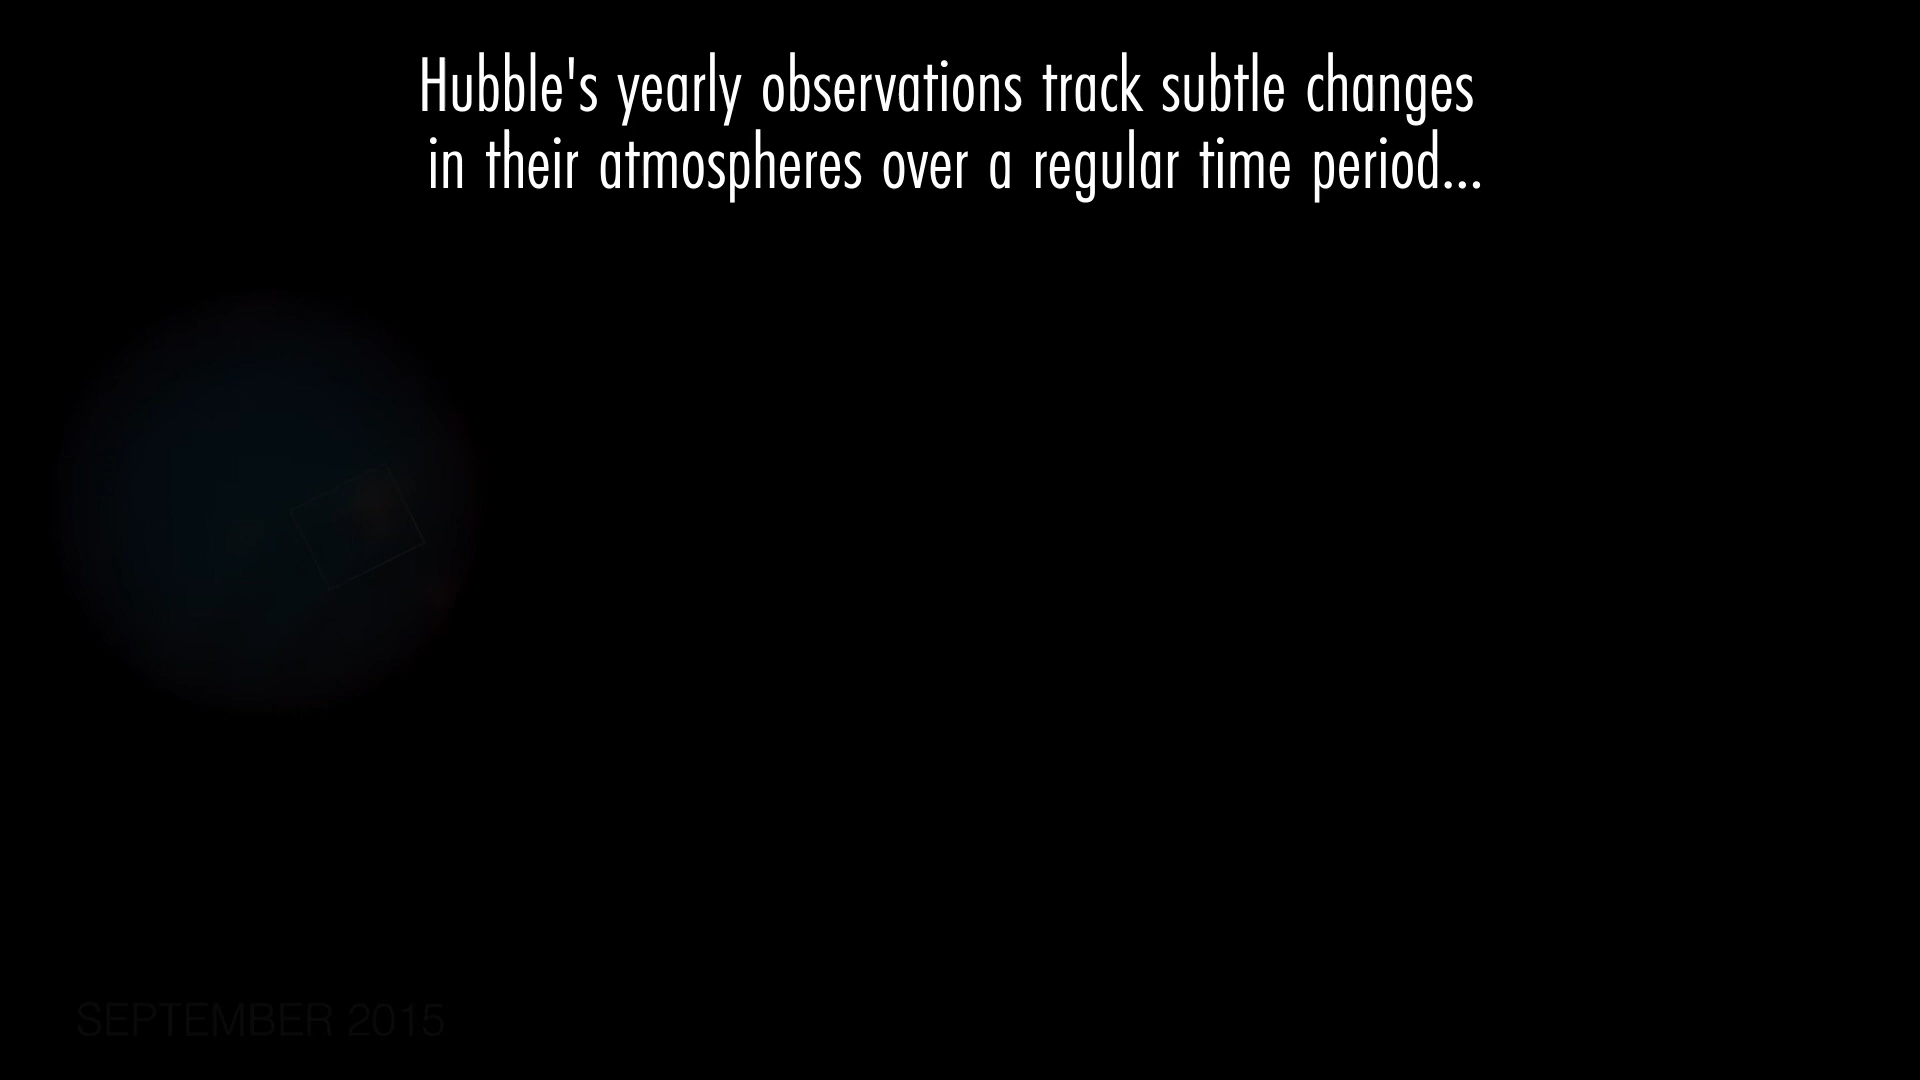 Hubble's yearly observations track subtle changes
in their atmospheres over a regular time period...
SEPTEMBER 2015